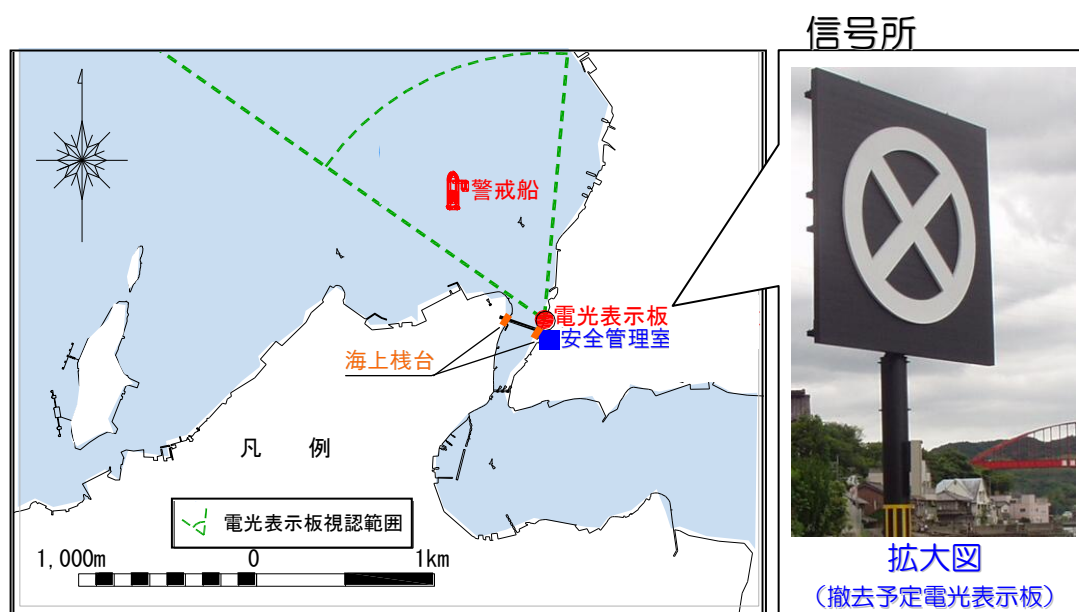 信号所
警戒船
電光表示板
安全管理室
海上桟台
凡 例
電光表示板視認範囲
1,000m 0 1km
拡大図
(撤去予定電光表示板)